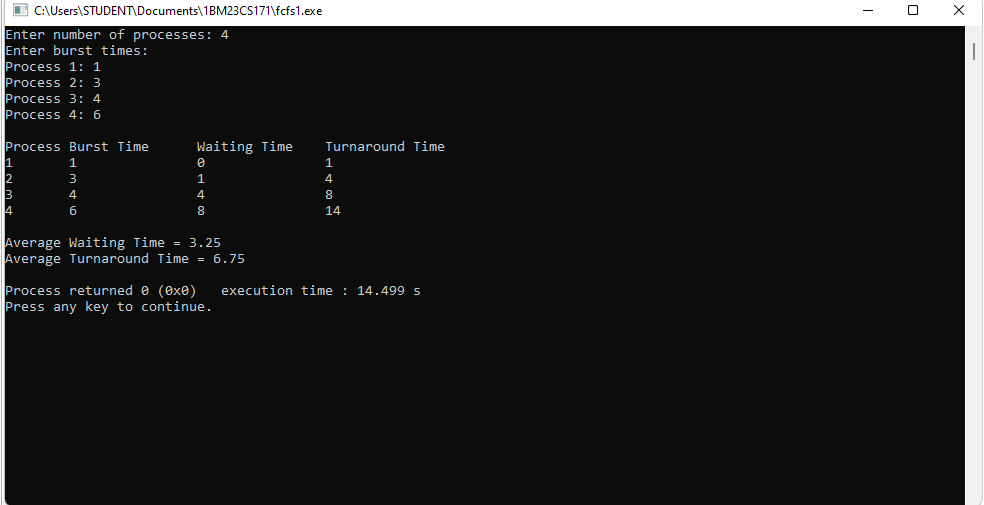 C:\Users\STUDENT\Documents\1BM23CS171\fcfs1.exe
Enter number of processes: 4
Enter burst times:
Process 1: 1
Process 2: 3
Process 3: 4
Process 4: 6
Process Burst Time Waiting Time Turnaround Time
1 1 0 1
2 3 1 4
3 4 4 8
4 6 8 14
Average Waiting Time = 3.25
Average Turnaround Time = 6.75
Process returned 0 (0x0) execution time : 14.499 s
Press any key to continue.